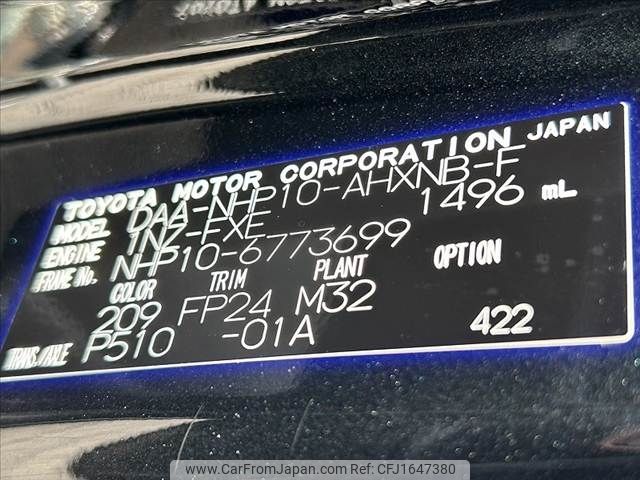 TOYOTA MOTOR CORPORATION JAPAN
MODEL DAA-NHP10-AHXNB-F
ENGINE 1NZ-FXE 1496 mL
FRAME No. NHP10-6773699
COLOR TRIM PLANT OPTION
209 FP24 M32
TRANS./AXLE P510 -01A 422
www.CarFromJapan.com - CFJ1647380